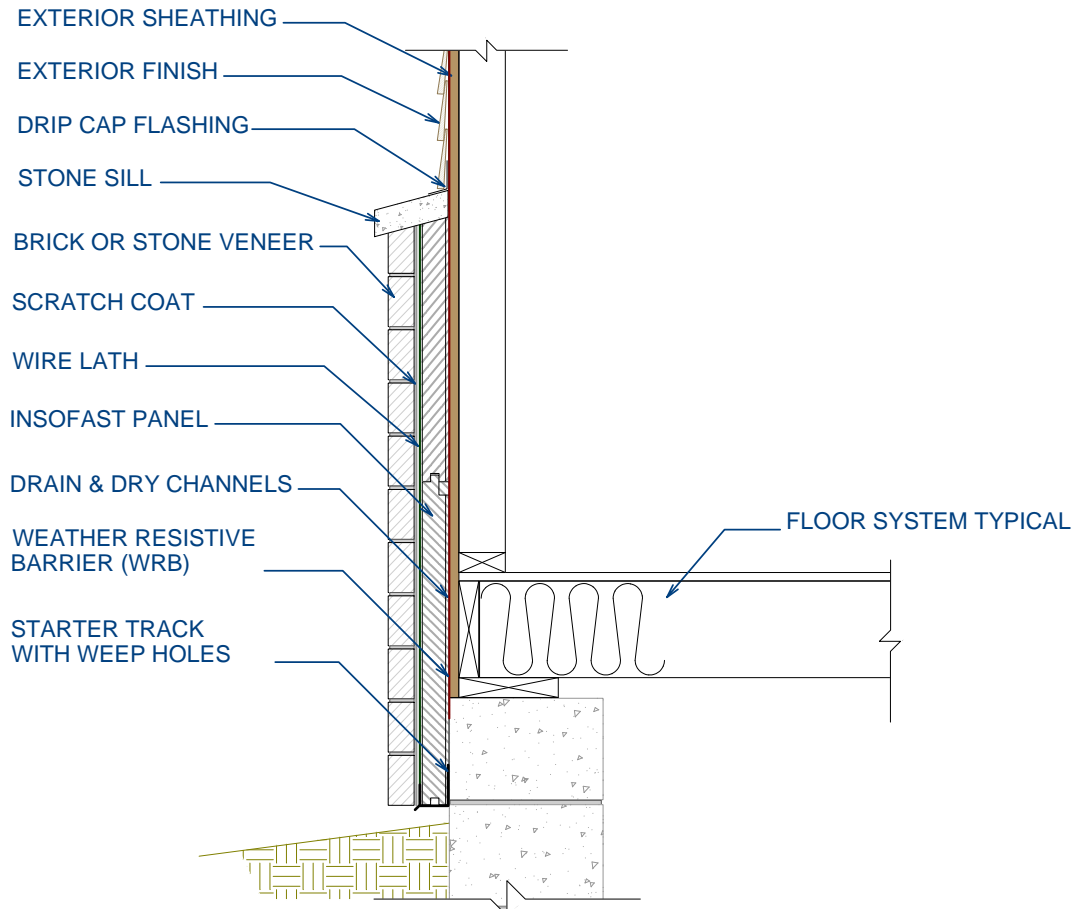 EXTERIOR SHEATHING
EXTERIOR FINISH
DRIP CAP FLASHING
STONE SILL
BRICK OR STONE VENEER
SCRATCH COAT
WIRE LATH
INSOFAST PANEL
DRAIN & DRY CHANNELS
WEATHER RESISTIVE
BARRIER (WRB)
STARTER TRACK
WITH WEEP HOLES
FLOOR SYSTEM TYPICAL